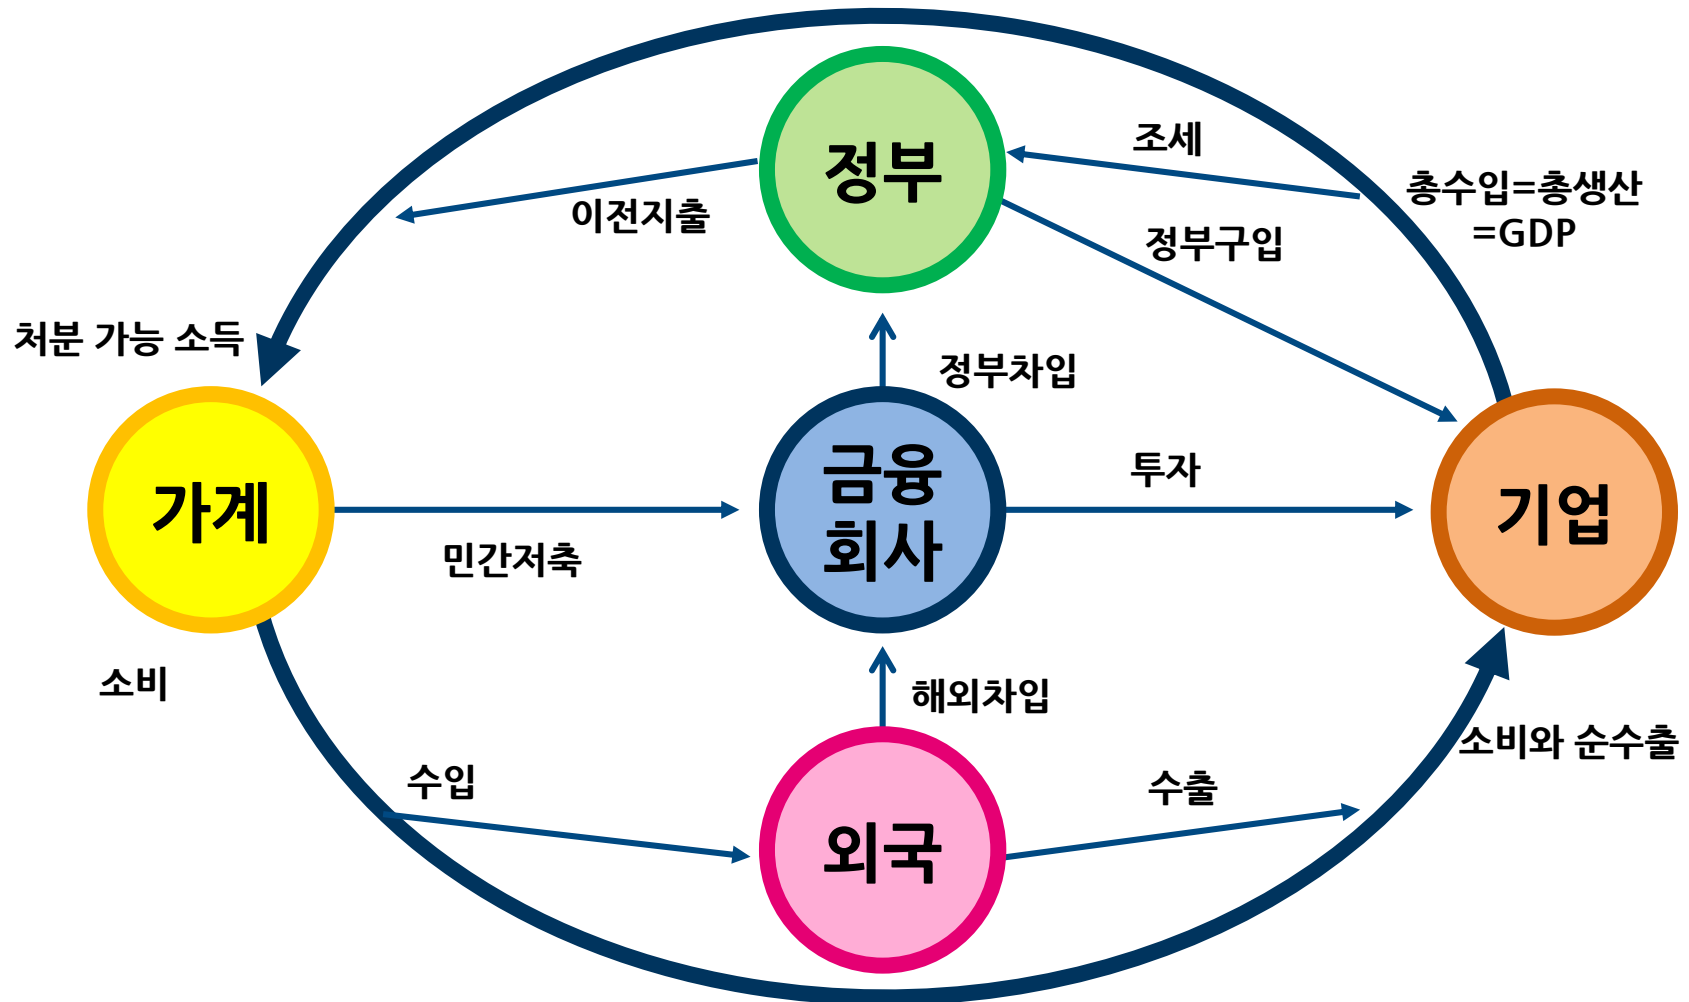 정부
조세
총수입=총생산
=GDP
이전지출
정부구입
처분 가능 소득
정부차입
가계
금융
회사
투자
기업
민간저축
소비
해외차입
소비와 순수출
수입
수출
외국